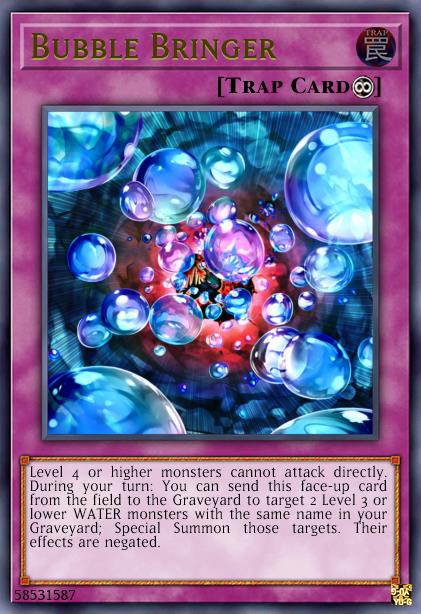 BUBBLE BRINGER
TRAP
罠
[TRAP CARD]
Level 4 or higher monsters cannot attack directly.
During your turn: You can send this face-up card
from the field to the Graveyard to target 2 Level 3 or
lower WATER monsters with the same name in your
Graveyard; Special Summon those targets. Their
effects are negated.
58531587